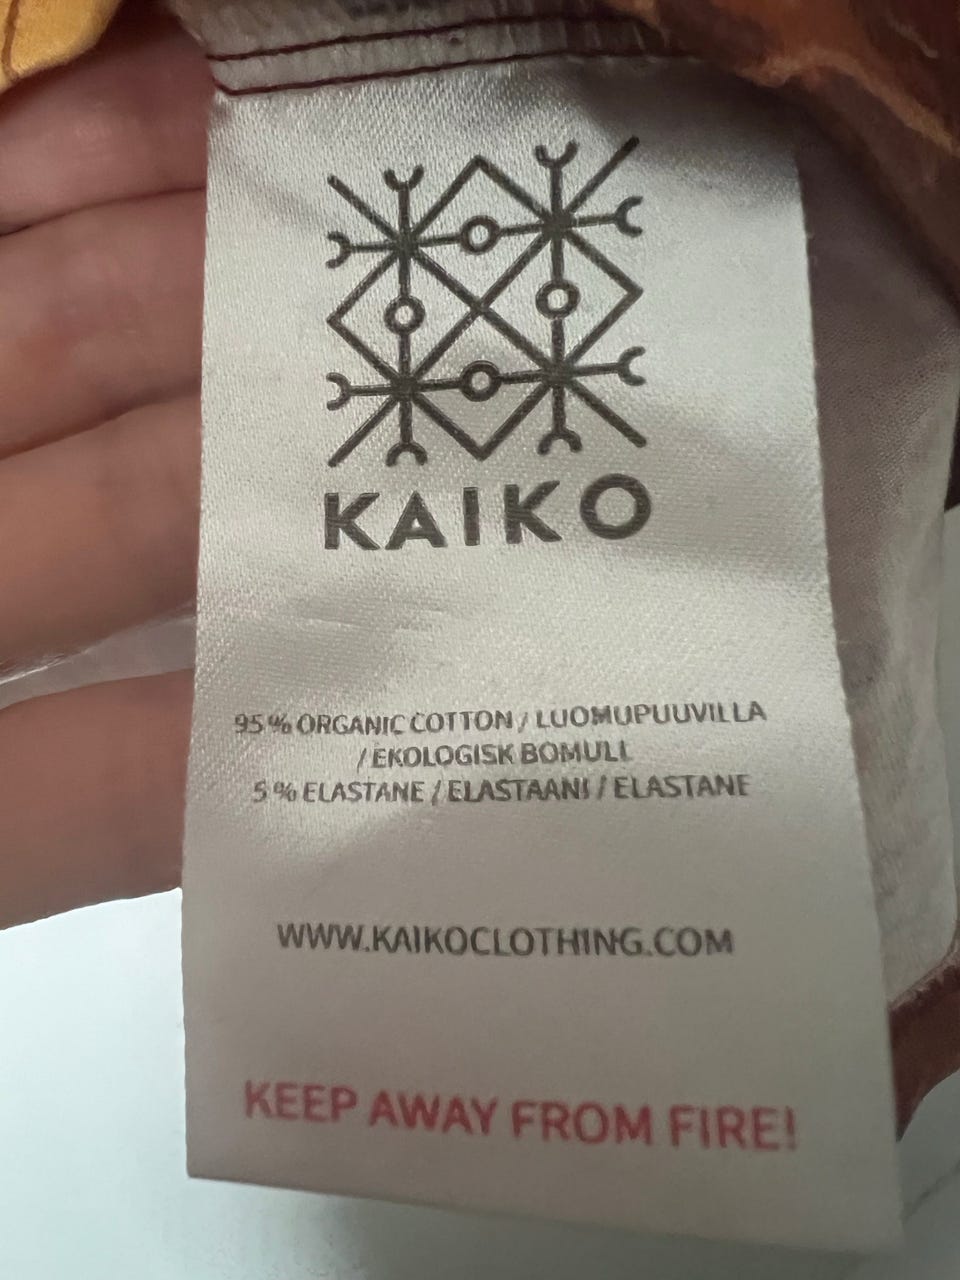 KAIKO
95 % ORGANIC COTTON / LUOMUPUUVILLA
/ EKOLOGISK BOMULL
5 % ELASTANE / ELASTAANI / ELASTANE
WWW.KAIKOCLOTHING.COM
KEEP AWAY FROM FIRE!